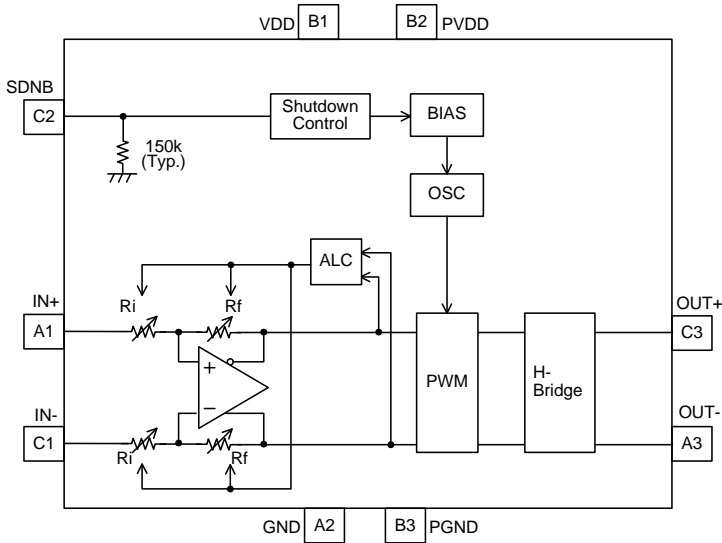 VDD B1
B2 PVDD
SDNB
C2
150k
(Typ.)
Shutdown
Control
BIAS
OSC
ALC
IN+
A1
Ri
Rf
OUT+
C3
+
−
PWM
H-
Bridge
IN-
C1
Ri
Rf
OUT-
A3
GND A2
B3 PGND